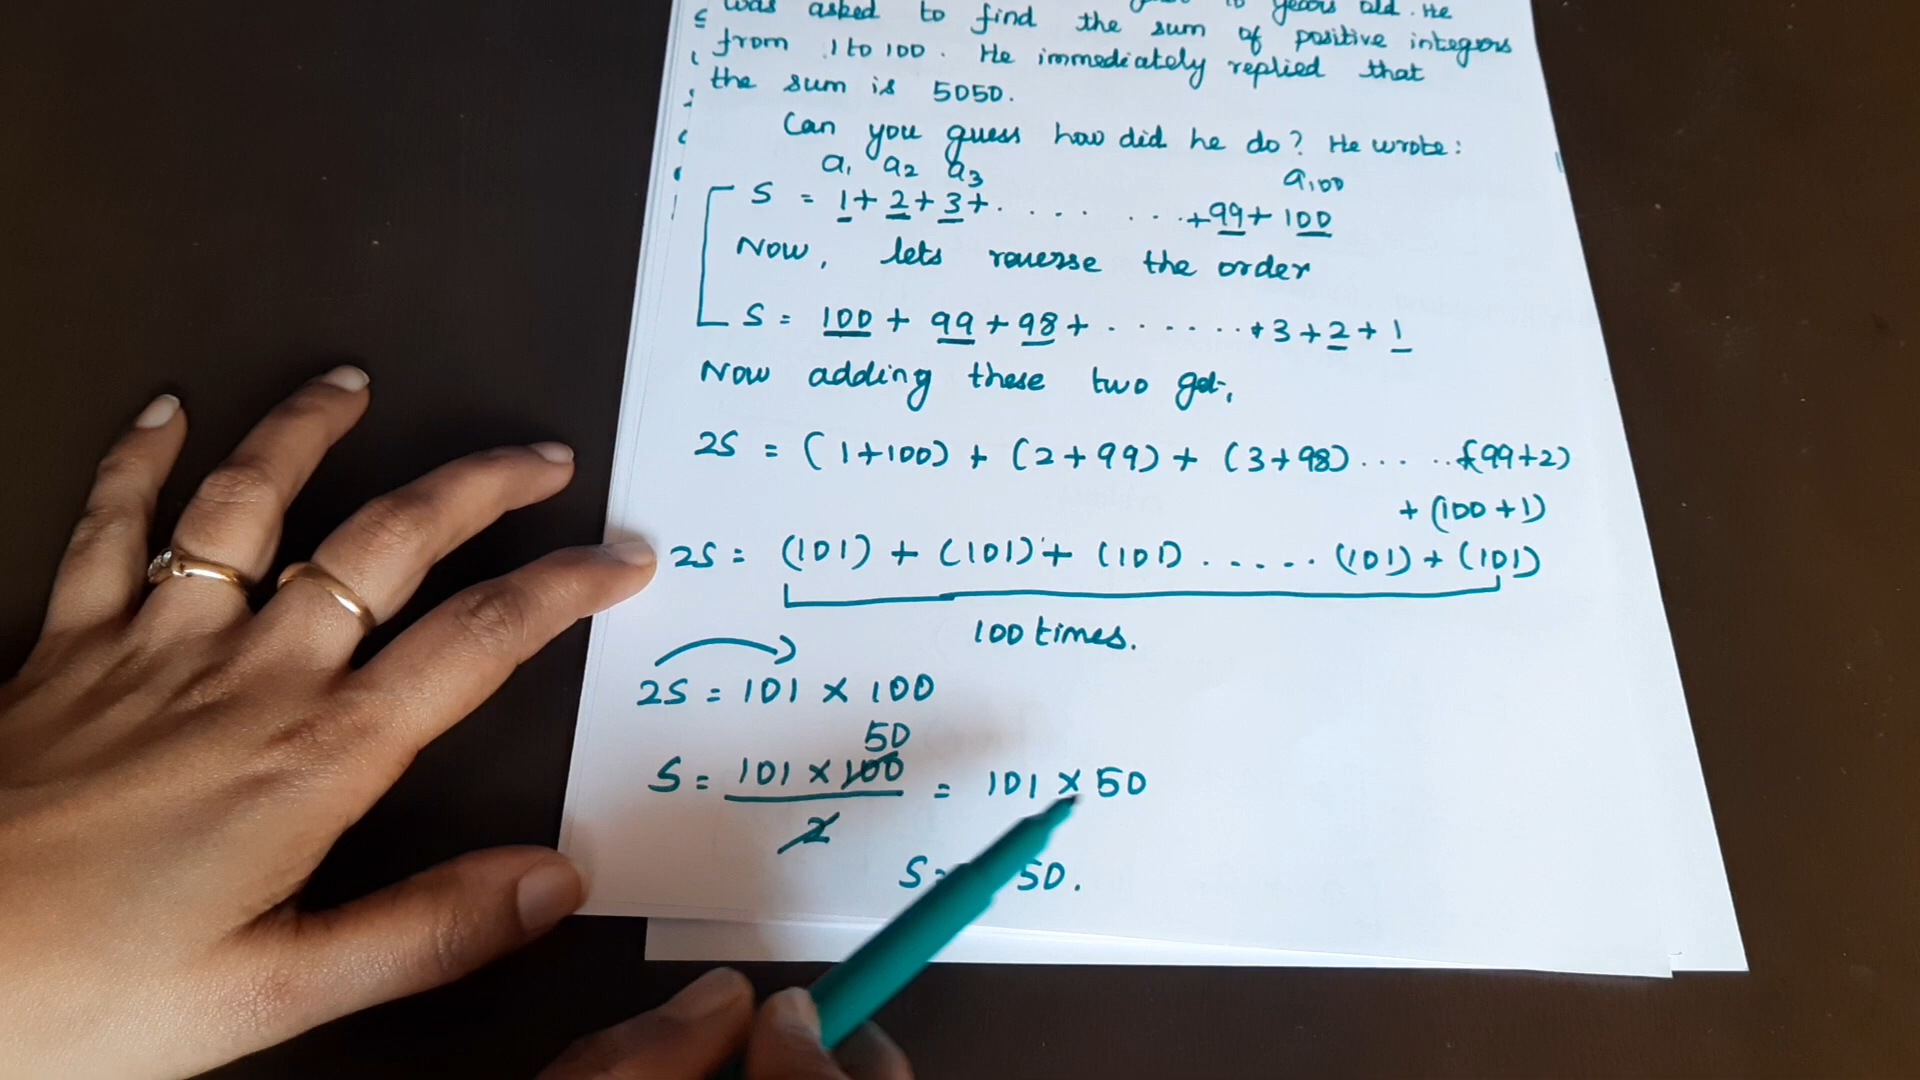 was asked to find the sum of positive integers
from 1 to 100. He immediately replied that
the sum is 5050.
Can you guess how did he do? He wrote:
a1 a2 a3 a100
S = 1+2+3+. . . . . . .+99+100
Now, lets reverse the order
S = 100 + 99 + 98 + . . . . . . . +3+2+1
Now adding these two get,
2S = (1+100) + (2+99) + (3+98) . . . . . +(99+2)
+ (100+1)
2S = (101) + (101) + (101) . . . . . (101) + (101)
100 times.
2S = 101 × 100
50
S = 101 × 100 = 101 × 50
2
S= 50.